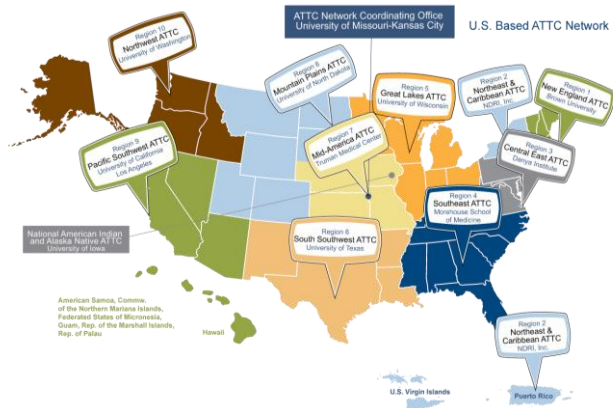 ATTC Network Coordinating Office
University of Missouri-Kansas City
U.S. Based ATTC Network
Region 10
Northwest ATTC
University of Washington
Region 8
Mountain Plains ATTC
University of North Dakota
Region 5
Great Lakes ATTC
University of Wisconsin
Region 2
Northeast &
Caribbean ATTC
NDRI, Inc.
Region 1
New England ATTC
Brown University
Region 9
Pacific Southwest ATTC
University of California
Los Angeles
Region 7
Mid-America ATTC
Truman Medical Center
Region 3
Central East ATTC
Danya Institute
Region 4
Southeast ATTC
Morehouse School
of Medicine
National American Indian
and Alaska Native ATTC
University of Iowa
Region 6
South Southwest ATTC
University of Texas
American Samoa, Commw.
of the Northern Mariana Islands,
Federated States of Micronesia,
Guam, Rep. of the Marshall Islands,
Rep. of Palau
Hawaii
Region 2
Northeast &
Caribbean ATTC
NDRI, Inc.
U.S. Virgin Islands
Puerto Rico